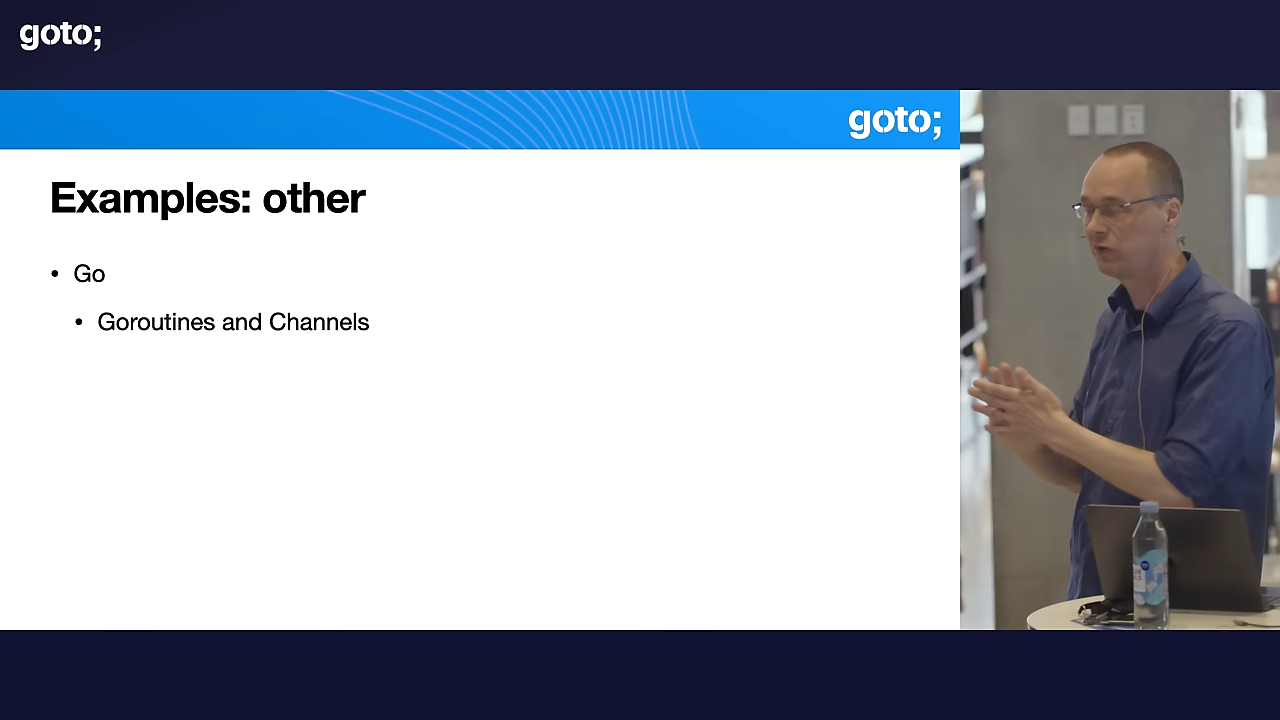 goto;
goto;
Examples: other
• Go
• Goroutines and Channels